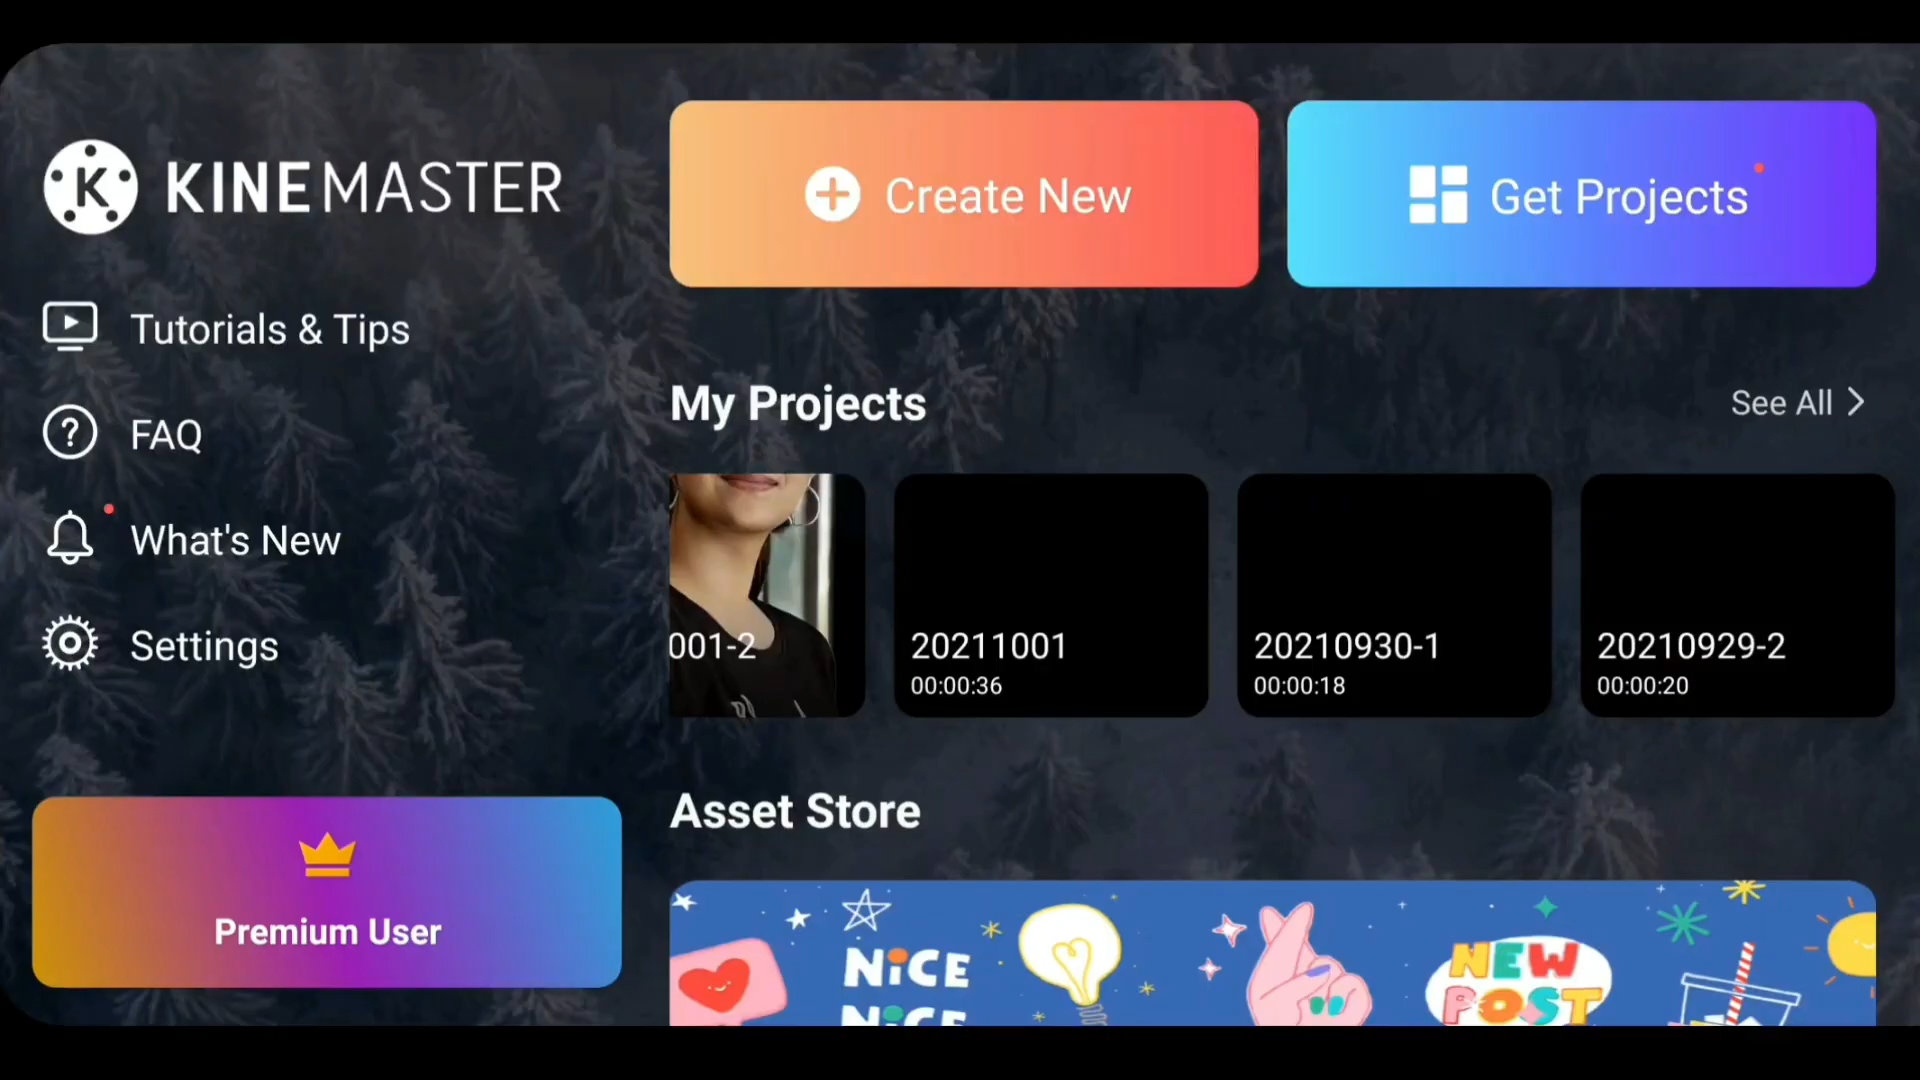 KINEMASTER
Tutorials & Tips
FAQ
What's New
Settings
Premium User
Create New
Get Projects
My Projects
See All
001-2
20211001
00:00:36
20210930-1
00:00:18
20210929-2
00:00:20
Asset Store
NiCE
NiCE
NEW
POST